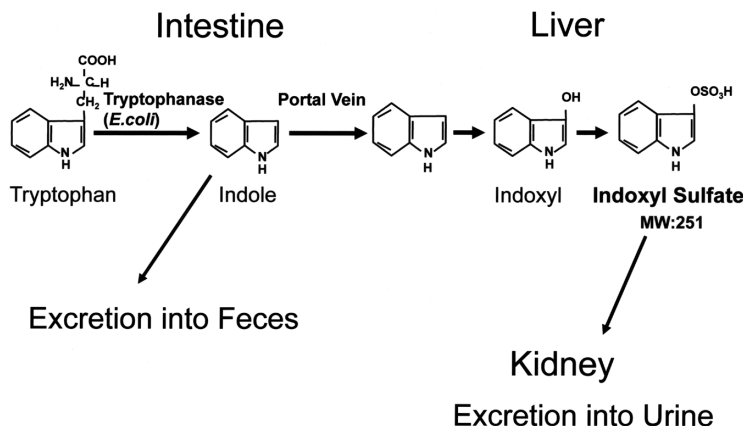 Intestine
Liver
COOH
H₂N–C–H
CH₂
Tryptophanase
(E.coli)
Portal Vein
OH
OSO₃H
N
H
N
H
N
H
N
H
N
H
Tryptophan
Indole
Indoxyl
Indoxyl Sulfate
MW:251
Excretion into Feces
Kidney
Excretion into Urine